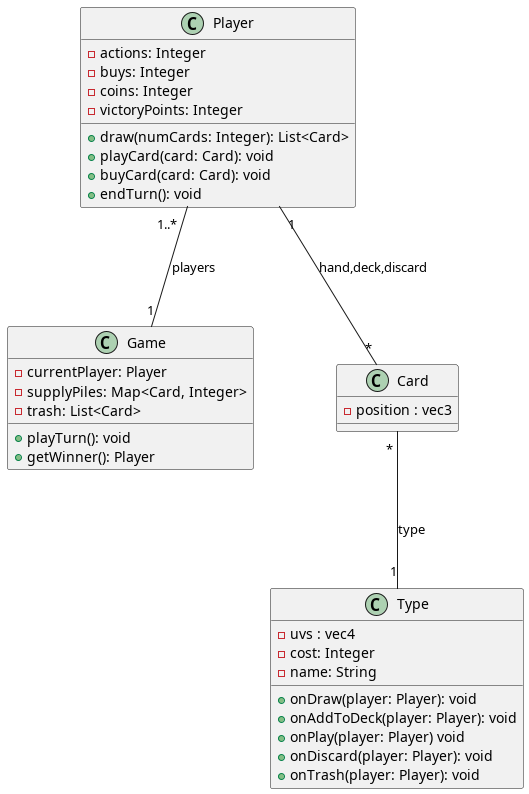 C Player
actions: Integer
buys: Integer
coins: Integer
victoryPoints: Integer
draw(numCards: Integer): List<Card>
playCard(card: Card): void
buyCard(card: Card): void
endTurn(): void
1..*
1
players
hand,deck,discard
1
*
C Game
currentPlayer: Player
supplyPiles: Map<Card, Integer>
trash: List<Card>
playTurn(): void
getWinner(): Player
C Card
position : vec3
*
type
1
C Type
uvs : vec4
cost: Integer
name: String
onDraw(player: Player): void
onAddToDeck(player: Player): void
onPlay(player: Player) void
onDiscard(player: Player): void
onTrash(player: Player): void